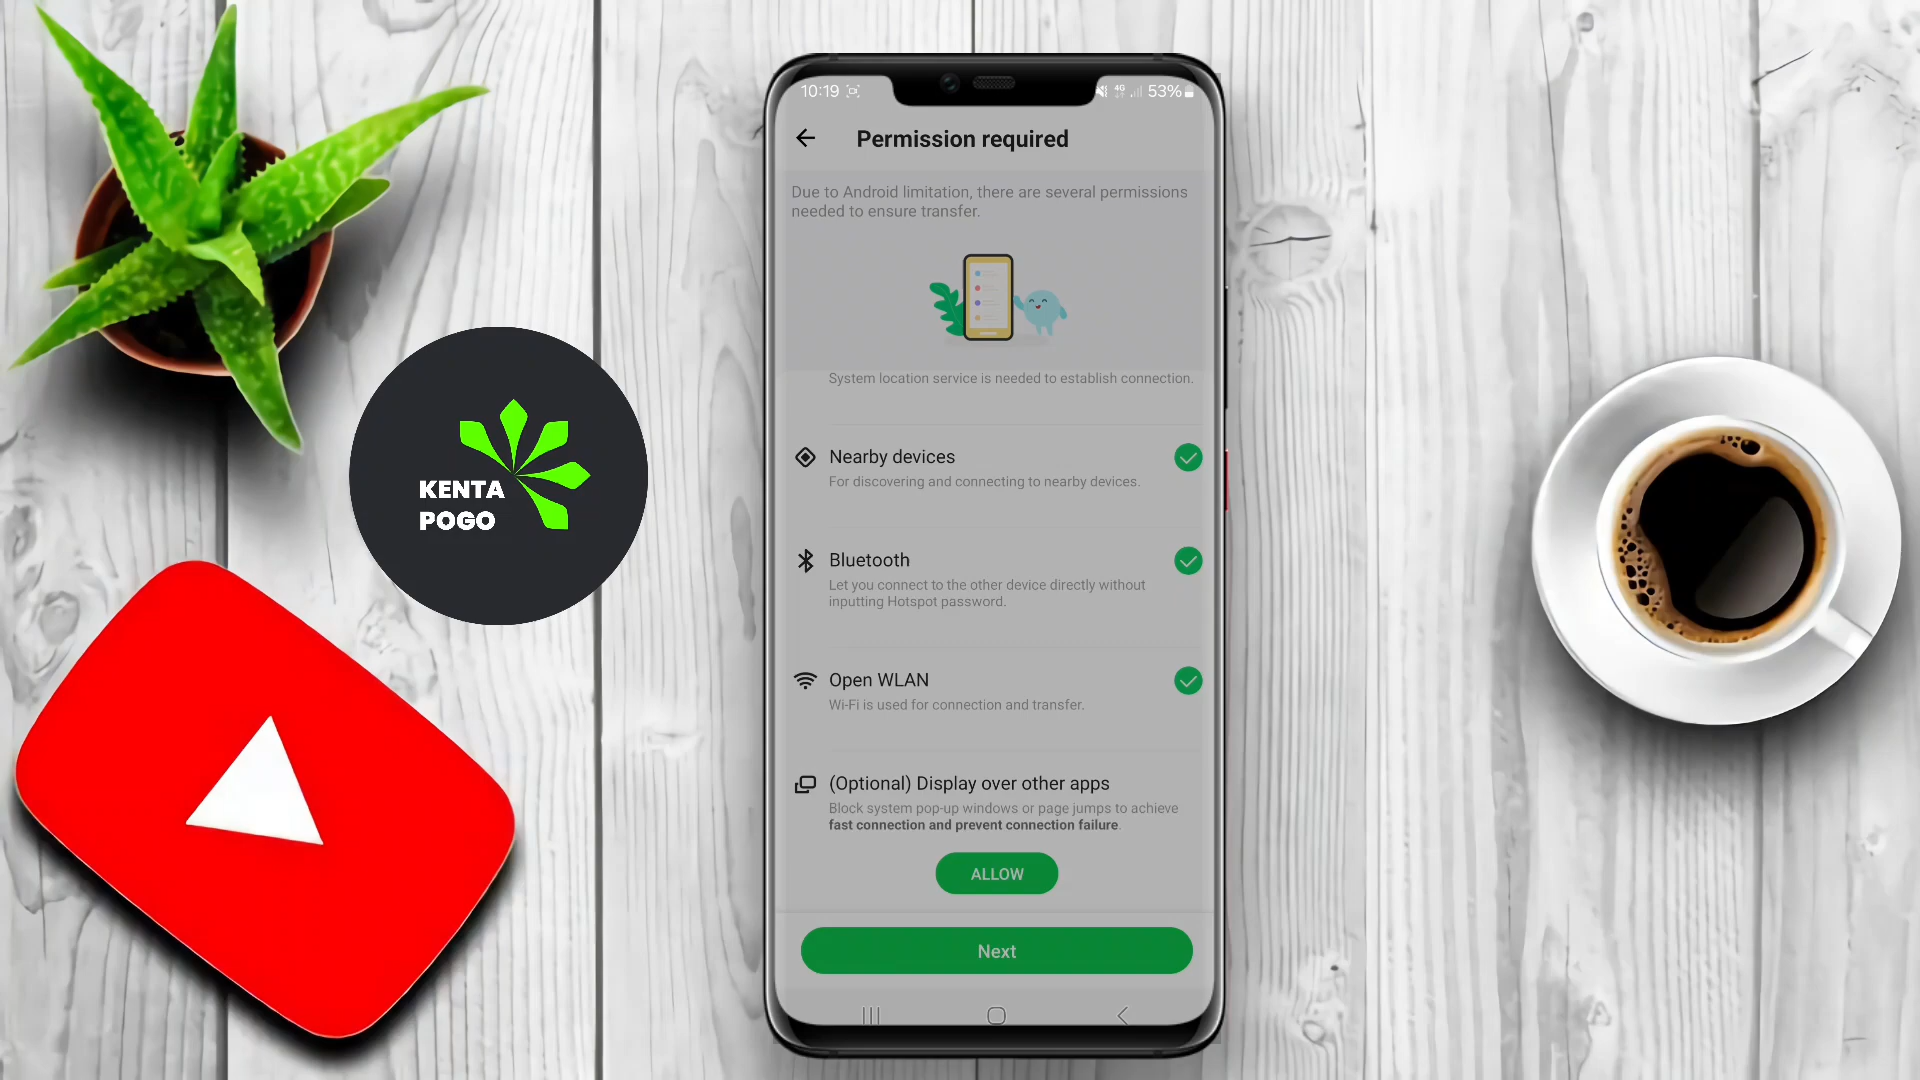 10:19
4G
53%
Permission required
Due to Android limitation, there are several permissions
needed to ensure transfer.
System location service is needed to establish connection.
Nearby devices
For discovering and connecting to nearby devices.
Bluetooth
Let you connect to the other device directly without
inputting Hotspot password.
Open WLAN
Wi-Fi is used for connection and transfer.
(Optional) Display over other apps
Block system pop-up windows or page jumps to achieve
fast connection and prevent connection failure.
ALLOW
Next
KENTA
POGO